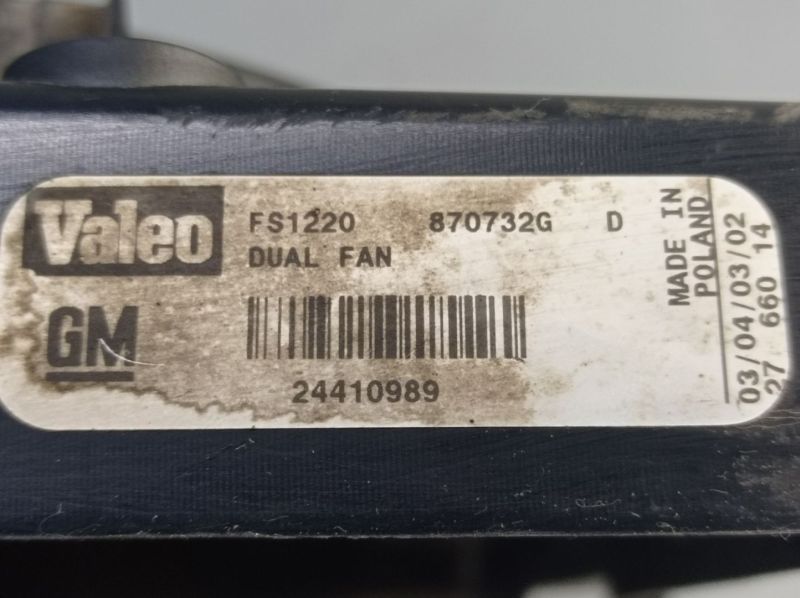 Valeo FS1220 870732G D
DUAL FAN
GM
24410989
MADE IN
POLAND
03/04/03/02
27 660 14